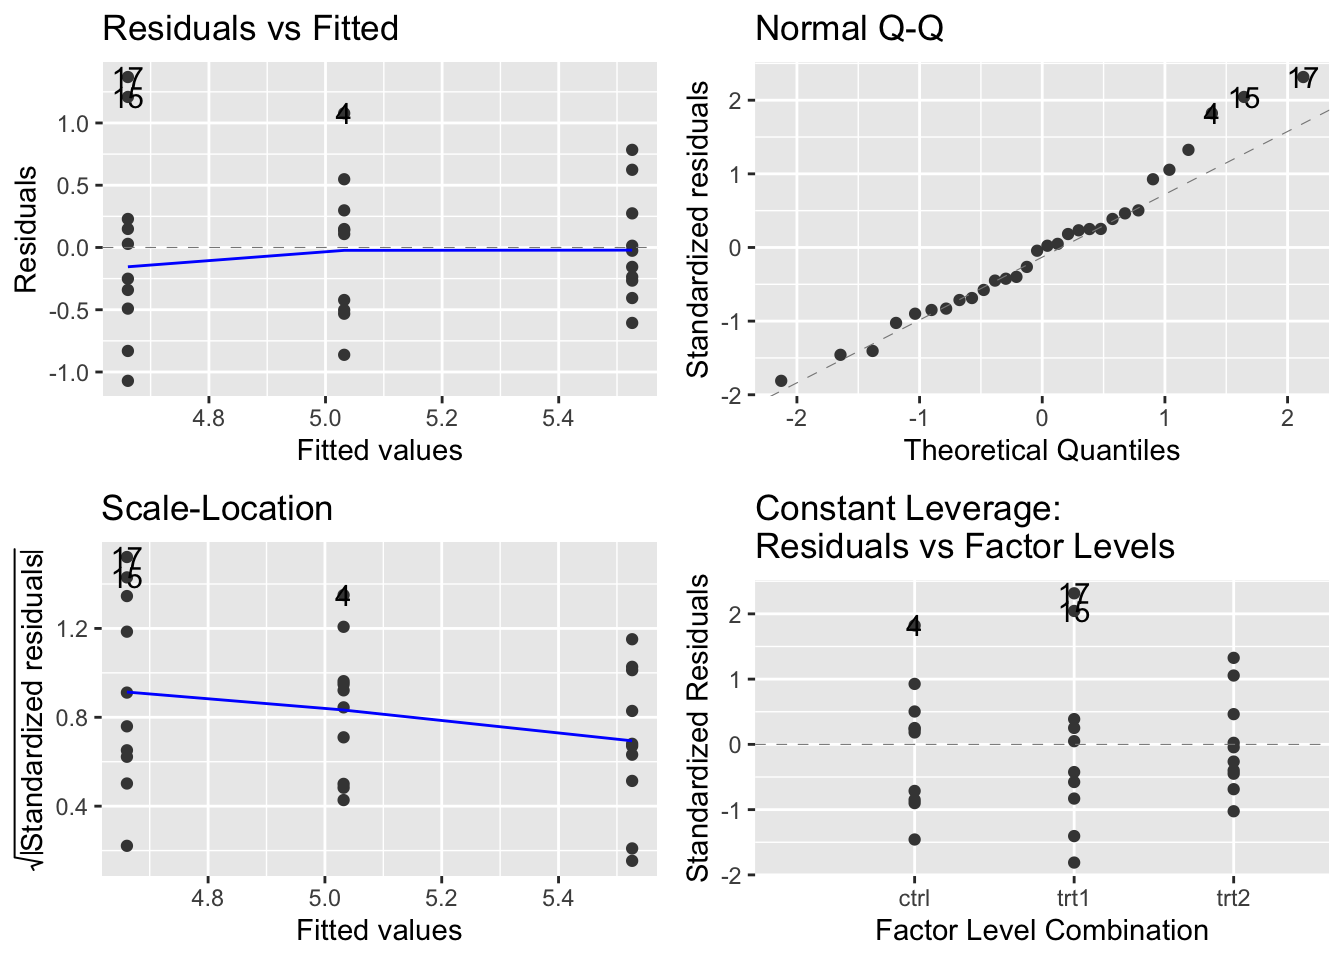 Residuals vs Fitted
17
15
4
1.0
0.5
0.0
-0.5
-1.0
Residuals
4.8 5.0 5.2 5.4
Fitted values
Normal Q-Q
17
15
4
2
1
0
-1
-2
Standardized residuals
-2 -1 0 1 2
Theoretical Quantiles
Scale-Location
17
15
4
1.2
0.8
0.4
√|Standardized residuals|
4.8 5.0 5.2 5.4
Fitted values
Constant Leverage:
Residuals vs Factor Levels
17
15
4
2
1
0
-1
-2
Standardized Residuals
ctrl trt1 trt2
Factor Level Combination